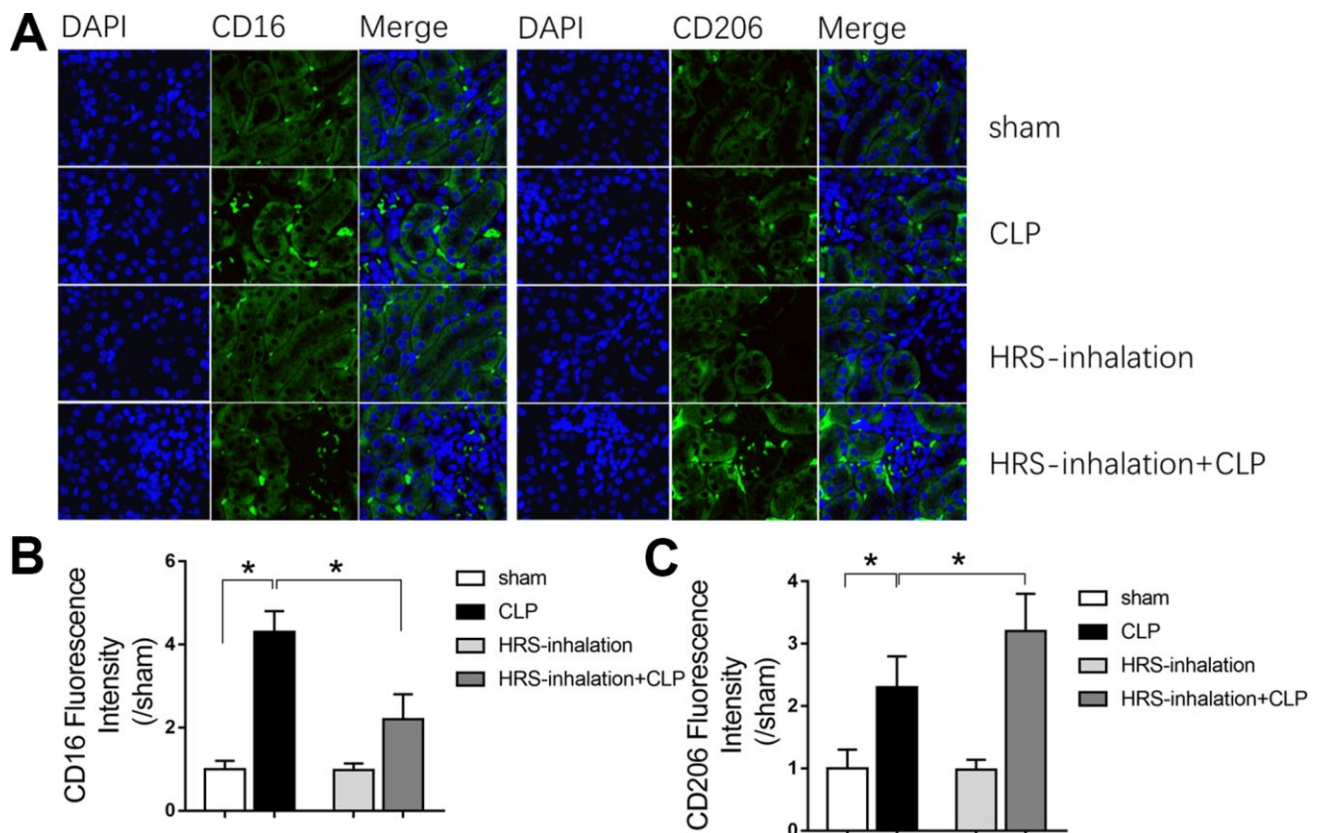 A
DAPI CD16 Merge DAPI CD206 Merge
sham
CLP
HRS-inhalation
HRS-inhalation+CLP
B
CD16 Fluorescence
Intensity
(/sham)
6
4
2
0
* *
sham
CLP
HRS-inhalation
HRS-inhalation+CLP
C
CD206 Fluorescence
Intensity
(/sham)
4
3
2
1
0
* *
sham
CLP
HRS-inhalation
HRS-inhalation+CLP